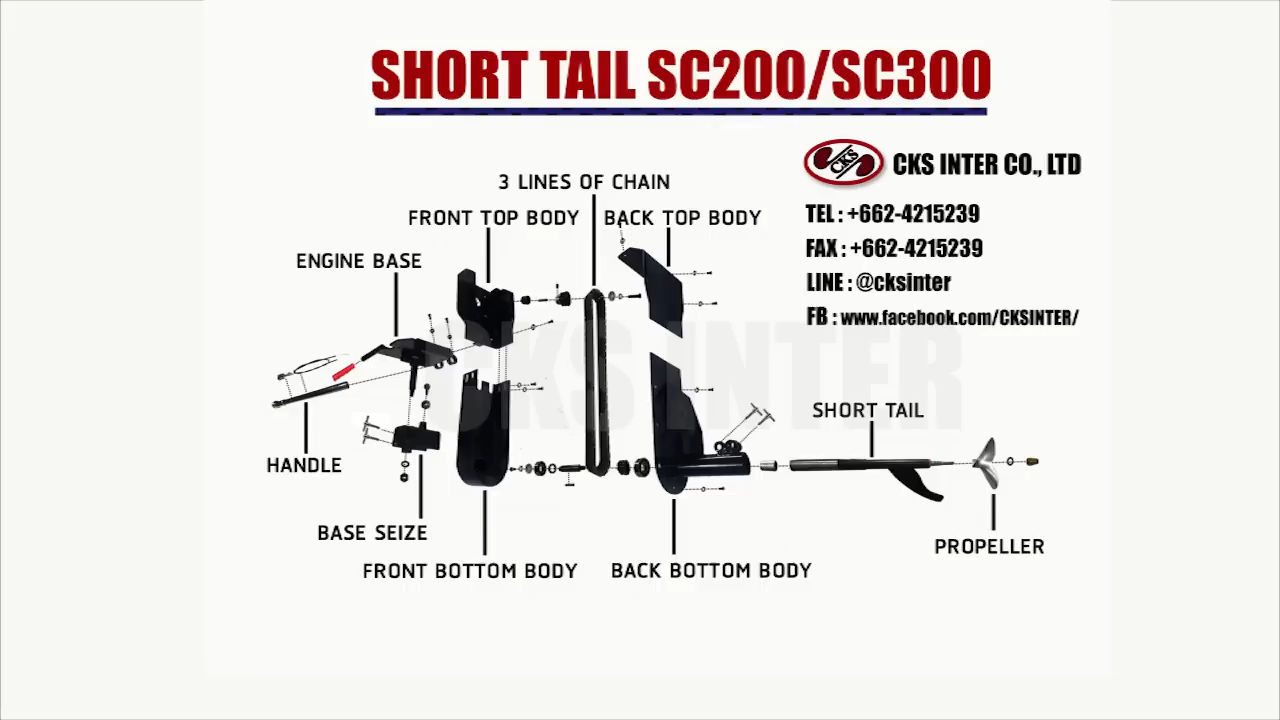 SHORT TAIL SC200/SC300
CKS
CKS INTER CO., LTD
TEL : +662-4215239
FAX : +662-4215239
LINE : @cksinter
FB : www.facebook.com/CKSINTER/
3 LINES OF CHAIN
FRONT TOP BODY
BACK TOP BODY
ENGINE BASE
CKS INTER
SHORT TAIL
HANDLE
BASE SEIZE
PROPELLER
FRONT BOTTOM BODY
BACK BOTTOM BODY